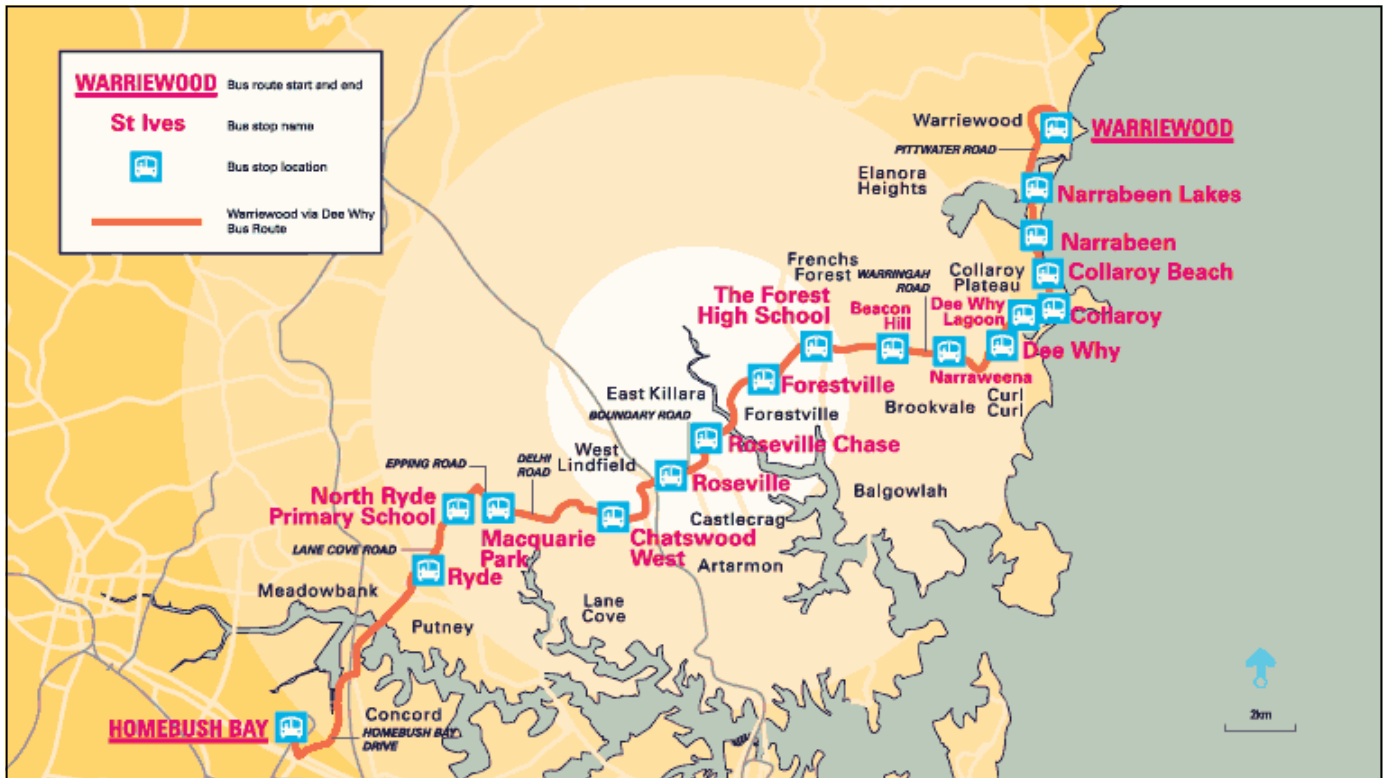 WARRIEWOOD Bus route start and end
St Ives Bus stop name
Bus stop location
Warriewood via Dee Why
Bus Route
Warriewood
WARRIEWOOD
PITTWATER ROAD
Elanora
Heights
Narrabeen Lakes
Narrabeen
Frenchs
Forest
WARRINGAH
ROAD
Collaroy
Plateau
Collaroy Beach
The Forest
High School
Beacon
Hill
Dee Why
Lagoon
Collaroy
Dee Why
Narraweena
Forestville
East Killara
BOUNDARY ROAD
Forestville
Brookvale
Curl
Curl
Roseville Chase
West
Lindfield
EPPING ROAD
DELHI
ROAD
Roseville
Balgowlah
North Ryde
Primary School
Castlecrag
Macquarie
Park
Chatswood
West
LANE COVE ROAD
Artarmon
Ryde
Meadowbank
Lane
Cove
Putney
Concord
HOMEBUSH BAY
DRIVE
HOMEBUSH BAY
2km